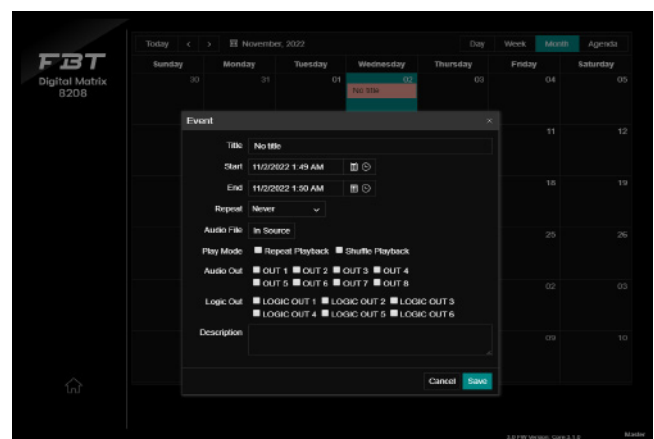 Today < > November, 2022 Day Week Month Agenda
FBT
Digital Matrix
8208
Sunday Monday Tuesday Wednesday Thursday Friday Saturday
30 31 01 02 03 04 05
No title
Event ×
11 12
Title No title
Start 11/2/2022 1:49 AM
End 11/2/2022 1:50 AM
18 19
Repeat Never
Audio File In Source
25 26
Play Mode Repeat Playback Shuffle Playback
Audio Out OUT 1 OUT 2 OUT 3 OUT 4
OUT 5 OUT 6 OUT 7 OUT 8
02 03
Logic Out LOGIC OUT 1 LOGIC OUT 2 LOGIC OUT 3
LOGIC OUT 4 LOGIC OUT 5 LOGIC OUT 6
Description
09 10
Cancel Save
Master